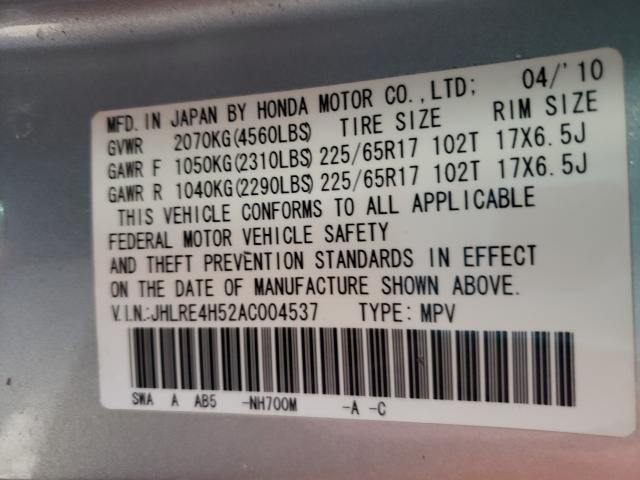 MFD. IN JAPAN BY HONDA MOTOR CO.,LTD; 04/'10
GVWR 2070KG(4560LBS) TIRE SIZE RIM SIZE
GAWR F 1050KG(2310LBS) 225/65R17 102T 17X6.5J
GAWR R 1040KG(2290LBS) 225/65R17 102T 17X6.5J
THIS VEHICLE CONFORMS TO ALL APPLICABLE
FEDERAL MOTOR VEHICLE SAFETY
AND THEFT PREVENTION STANDARDS IN EFFECT
ON THE DATE OF MANUFACTURE SHOWN ABOVE.
V.I.N.:JHLRE4H52AC004537 TYPE: MPV
SWA A AB5 -NH700M -A -C